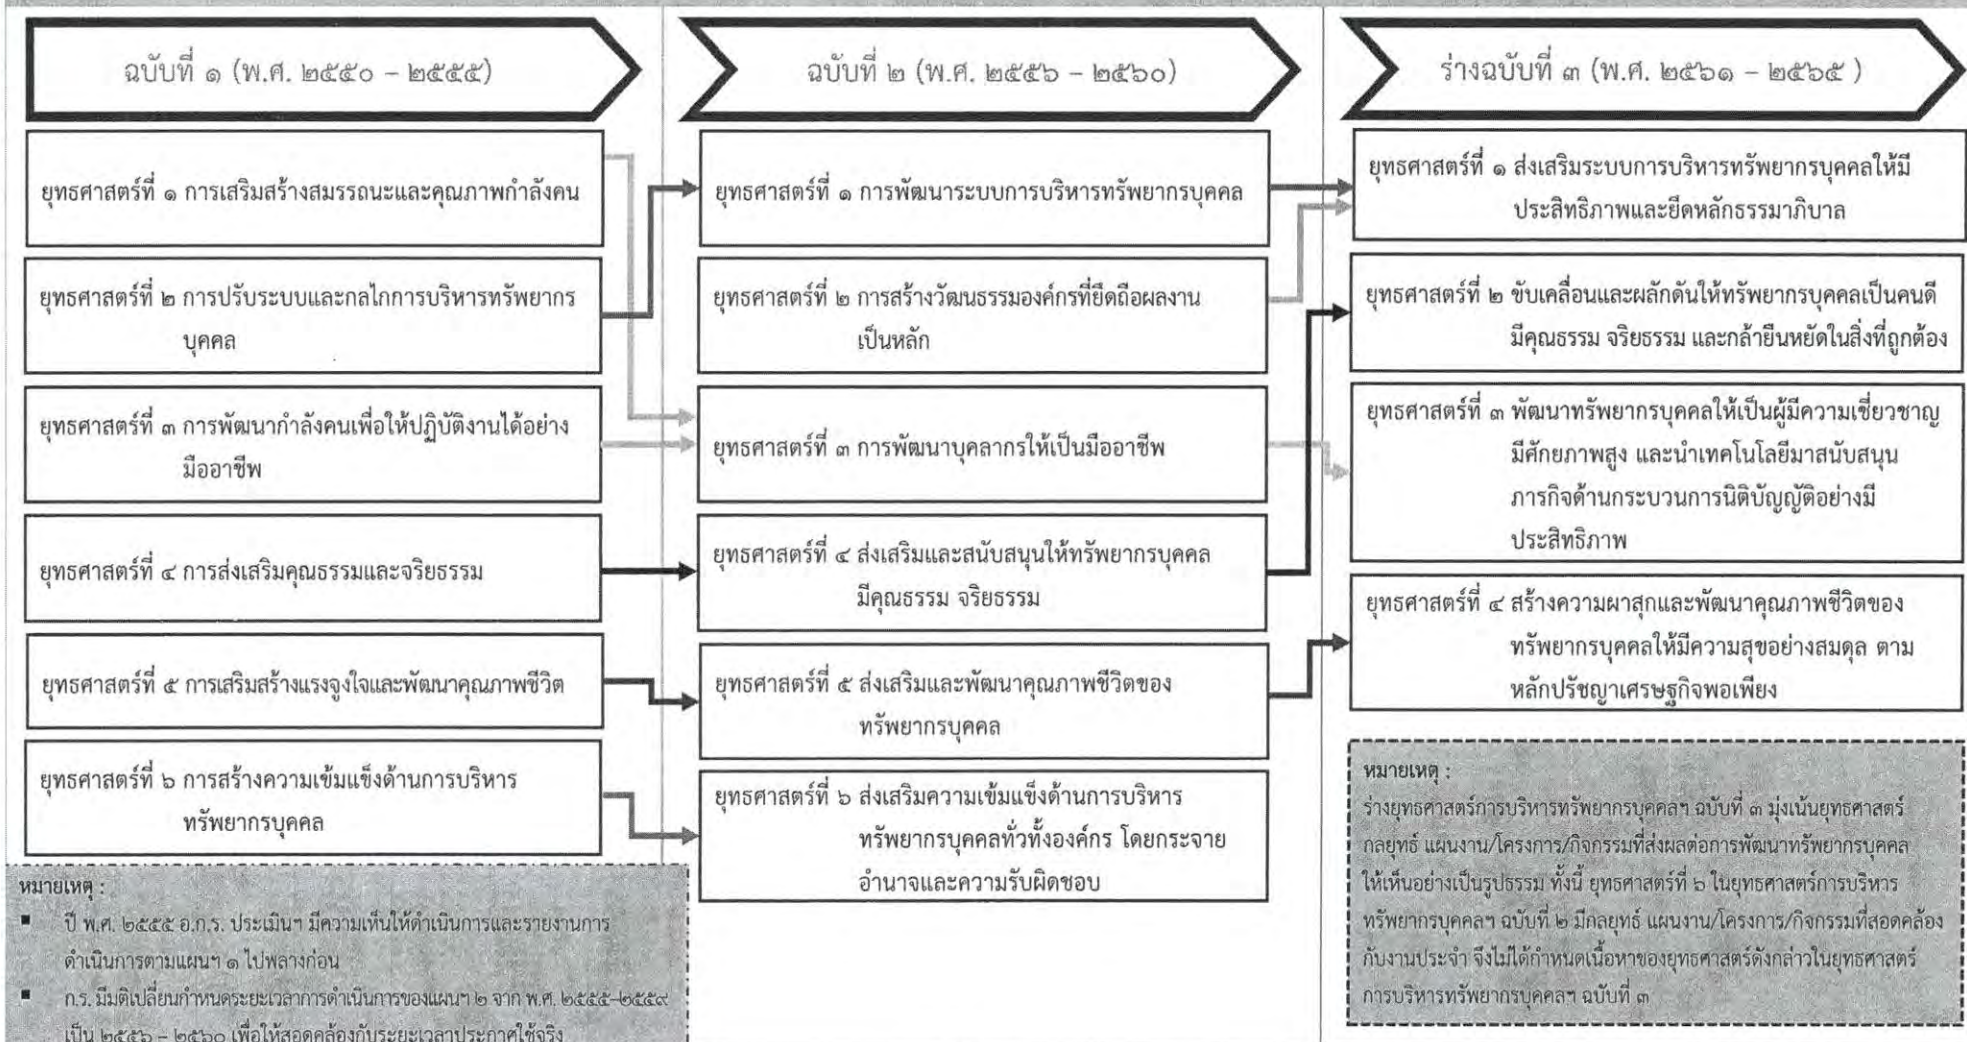 ฉบับที่ ๑ (พ.ศ. ๒๕๕๐ – ๒๕๕๕)
ยุทธศาสตร์ที่ ๑ การเสริมสร้างสมรรถนะและคุณภาพกำลังคน
ยุทธศาสตร์ที่ ๒ การปรับระบบและกลไกการบริหารทรัพยากร
บุคคล
ยุทธศาสตร์ที่ ๓ การพัฒนากำลังคนเพื่อให้ปฏิบัติงานได้อย่าง
มืออาชีพ
ยุทธศาสตร์ที่ ๔ การส่งเสริมคุณธรรมและจริยธรรม
ยุทธศาสตร์ที่ ๕ การเสริมสร้างแรงจูงใจและพัฒนาคุณภาพชีวิต
ยุทธศาสตร์ที่ ๖ การสร้างความเข้มแข็งด้านการบริหาร
ทรัพยากรบุคคล
หมายเหตุ :
▪ ปี พ.ศ. ๒๕๕๕ อ.ก.ร. ประเมินฯ มีความเห็นให้ดำเนินการและรายงานการ
ดำเนินการตามแผนฯ ๑ ไปพลางก่อน
▪ ก.ร. มีมติเปลี่ยนกำหนดระยะเวลาการดำเนินการของแผนฯ ๒ จาก พ.ศ. ๒๕๕๕-๒๕๕๙
เป็น ๒๕๕๖ – ๒๕๖๐ เพื่อให้สอดคล้องกับระยะเวลาประกาศใช้จริง
ฉบับที่ ๒ (พ.ศ. ๒๕๕๖ – ๒๕๖๐)
ยุทธศาสตร์ที่ ๑ การพัฒนาระบบการบริหารทรัพยากรบุคคล
ยุทธศาสตร์ที่ ๒ การสร้างวัฒนธรรมองค์กรที่ยึดถือผลงาน
เป็นหลัก
ยุทธศาสตร์ที่ ๓ การพัฒนาบุคลากรให้เป็นมืออาชีพ
ยุทธศาสตร์ที่ ๔ ส่งเสริมและสนับสนุนให้ทรัพยากรบุคคล
มีคุณธรรม จริยธรรม
ยุทธศาสตร์ที่ ๕ ส่งเสริมและพัฒนาคุณภาพชีวิตของ
ทรัพยากรบุคคล
ยุทธศาสตร์ที่ ๖ ส่งเสริมความเข้มแข็งด้านการบริหาร
ทรัพยากรบุคคลทั่วทั้งองค์กร โดยกระจาย
อำนาจและความรับผิดชอบ
ร่างฉบับที่ ๓ (พ.ศ. ๒๕๖๑ – ๒๕๖๕ )
ยุทธศาสตร์ที่ ๑ ส่งเสริมระบบการบริหารทรัพยากรบุคคลให้มี
ประสิทธิภาพและยึดหลักธรรมาภิบาล
ยุทธศาสตร์ที่ ๒ ขับเคลื่อนและผลักดันให้ทรัพยากรบุคคลเป็นคนดี
มีคุณธรรม จริยธรรม และกล้ายืนหยัดในสิ่งที่ถูกต้อง
ยุทธศาสตร์ที่ ๓ พัฒนาทรัพยากรบุคคลให้เป็นผู้มีความเชี่ยวชาญ
มีศักยภาพสูง และนำเทคโนโลยีมาสนับสนุน
ภารกิจด้านกระบวนการนิติบัญญัติอย่างมี
ประสิทธิภาพ
ยุทธศาสตร์ที่ ๔ สร้างความผาสุกและพัฒนาคุณภาพชีวิตของ
ทรัพยากรบุคคลให้มีความสุขอย่างสมดุล ตาม
หลักปรัชญาเศรษฐกิจพอเพียง
หมายเหตุ :
ร่างยุทธศาสตร์การบริหารทรัพยากรบุคคลฯ ฉบับที่ ๓ มุ่งเน้นยุทธศาสตร์
กลยุทธ์ แผนงาน/โครงการ/กิจกรรมที่ส่งผลต่อการพัฒนาทรัพยากรบุคคล
ให้เห็นอย่างเป็นรูปธรรม ทั้งนี้ ยุทธศาสตร์ที่ ๖ ในยุทธศาสตร์การบริหาร
ทรัพยากรบุคคลฯ ฉบับที่ ๒ มีกลยุทธ์ แผนงาน/โครงการ/กิจกรรมที่สอดคล้อง
กับงานประจำ จึงไม่ได้กำหนดเนื้อหาของยุทธศาสตร์ดังกล่าวในยุทธศาสตร์
การบริหารทรัพยากรบุคคลฯ ฉบับที่ ๓